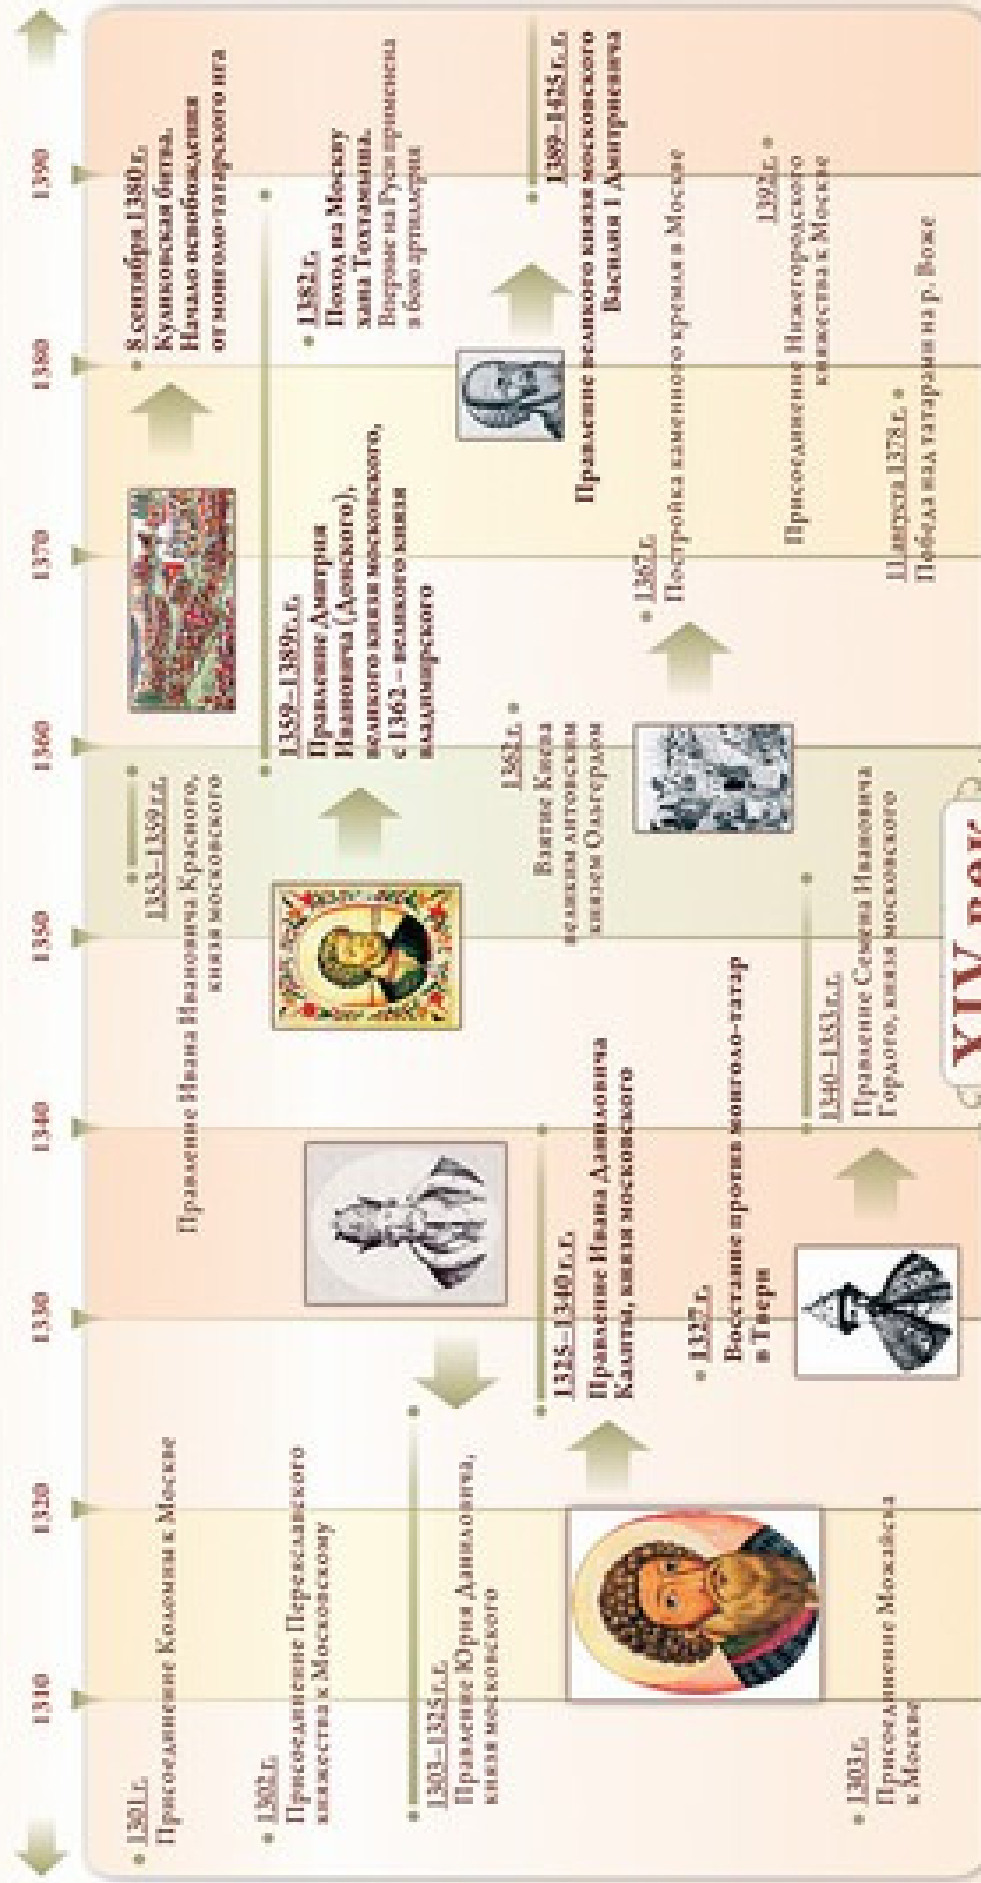 1310 1320 1330 1340 1350 1360 1370 1380 1390
1301 г.
Присоединение Коломны к Москве
1302 г.
Присоединение Переяславского
княжества к Московскому
1303–1325 г.г.
Правление Юрия Даниловича,
князя московского
1303 г.
Присоединение Можайска
к Москве
1325–1340 г.г.
Правление Ивана Даниловича
Калиты, князя московского
1327 г.
Восстание против монголо-татар
в Твери
1340–1353 г.г.
Правление Семена Ивановича
Гордого, князя московского
1353–1359 г.г.
Правление Ивана Ивановича Красного,
князя московского
1359–1389 г.г.
Правление Дмитрия
Ивановича (Донского),
великого князя московского,
с 1362 – великого князя
владимирского
1362 г.
Взятие Киева
великим литовским
князем Ольгердом
1367 г.
Постройка каменного кремля в Москве
11 августа 1378 г.
Победа над татарами на р. Воже
8 сентября 1380 г.
Куликовская битва.
Начало освобождения
от монголо-татарского ига
1382 г.
Поход на Москву
хана Тохтамыша.
Впервые на Руси применена
в бою артиллерия
1389–1425 г.г.
Правление великого князя московского
Василия I Дмитриевича
1392 г.
Присоединение Нижегородского
княжества к Москве
XIV век